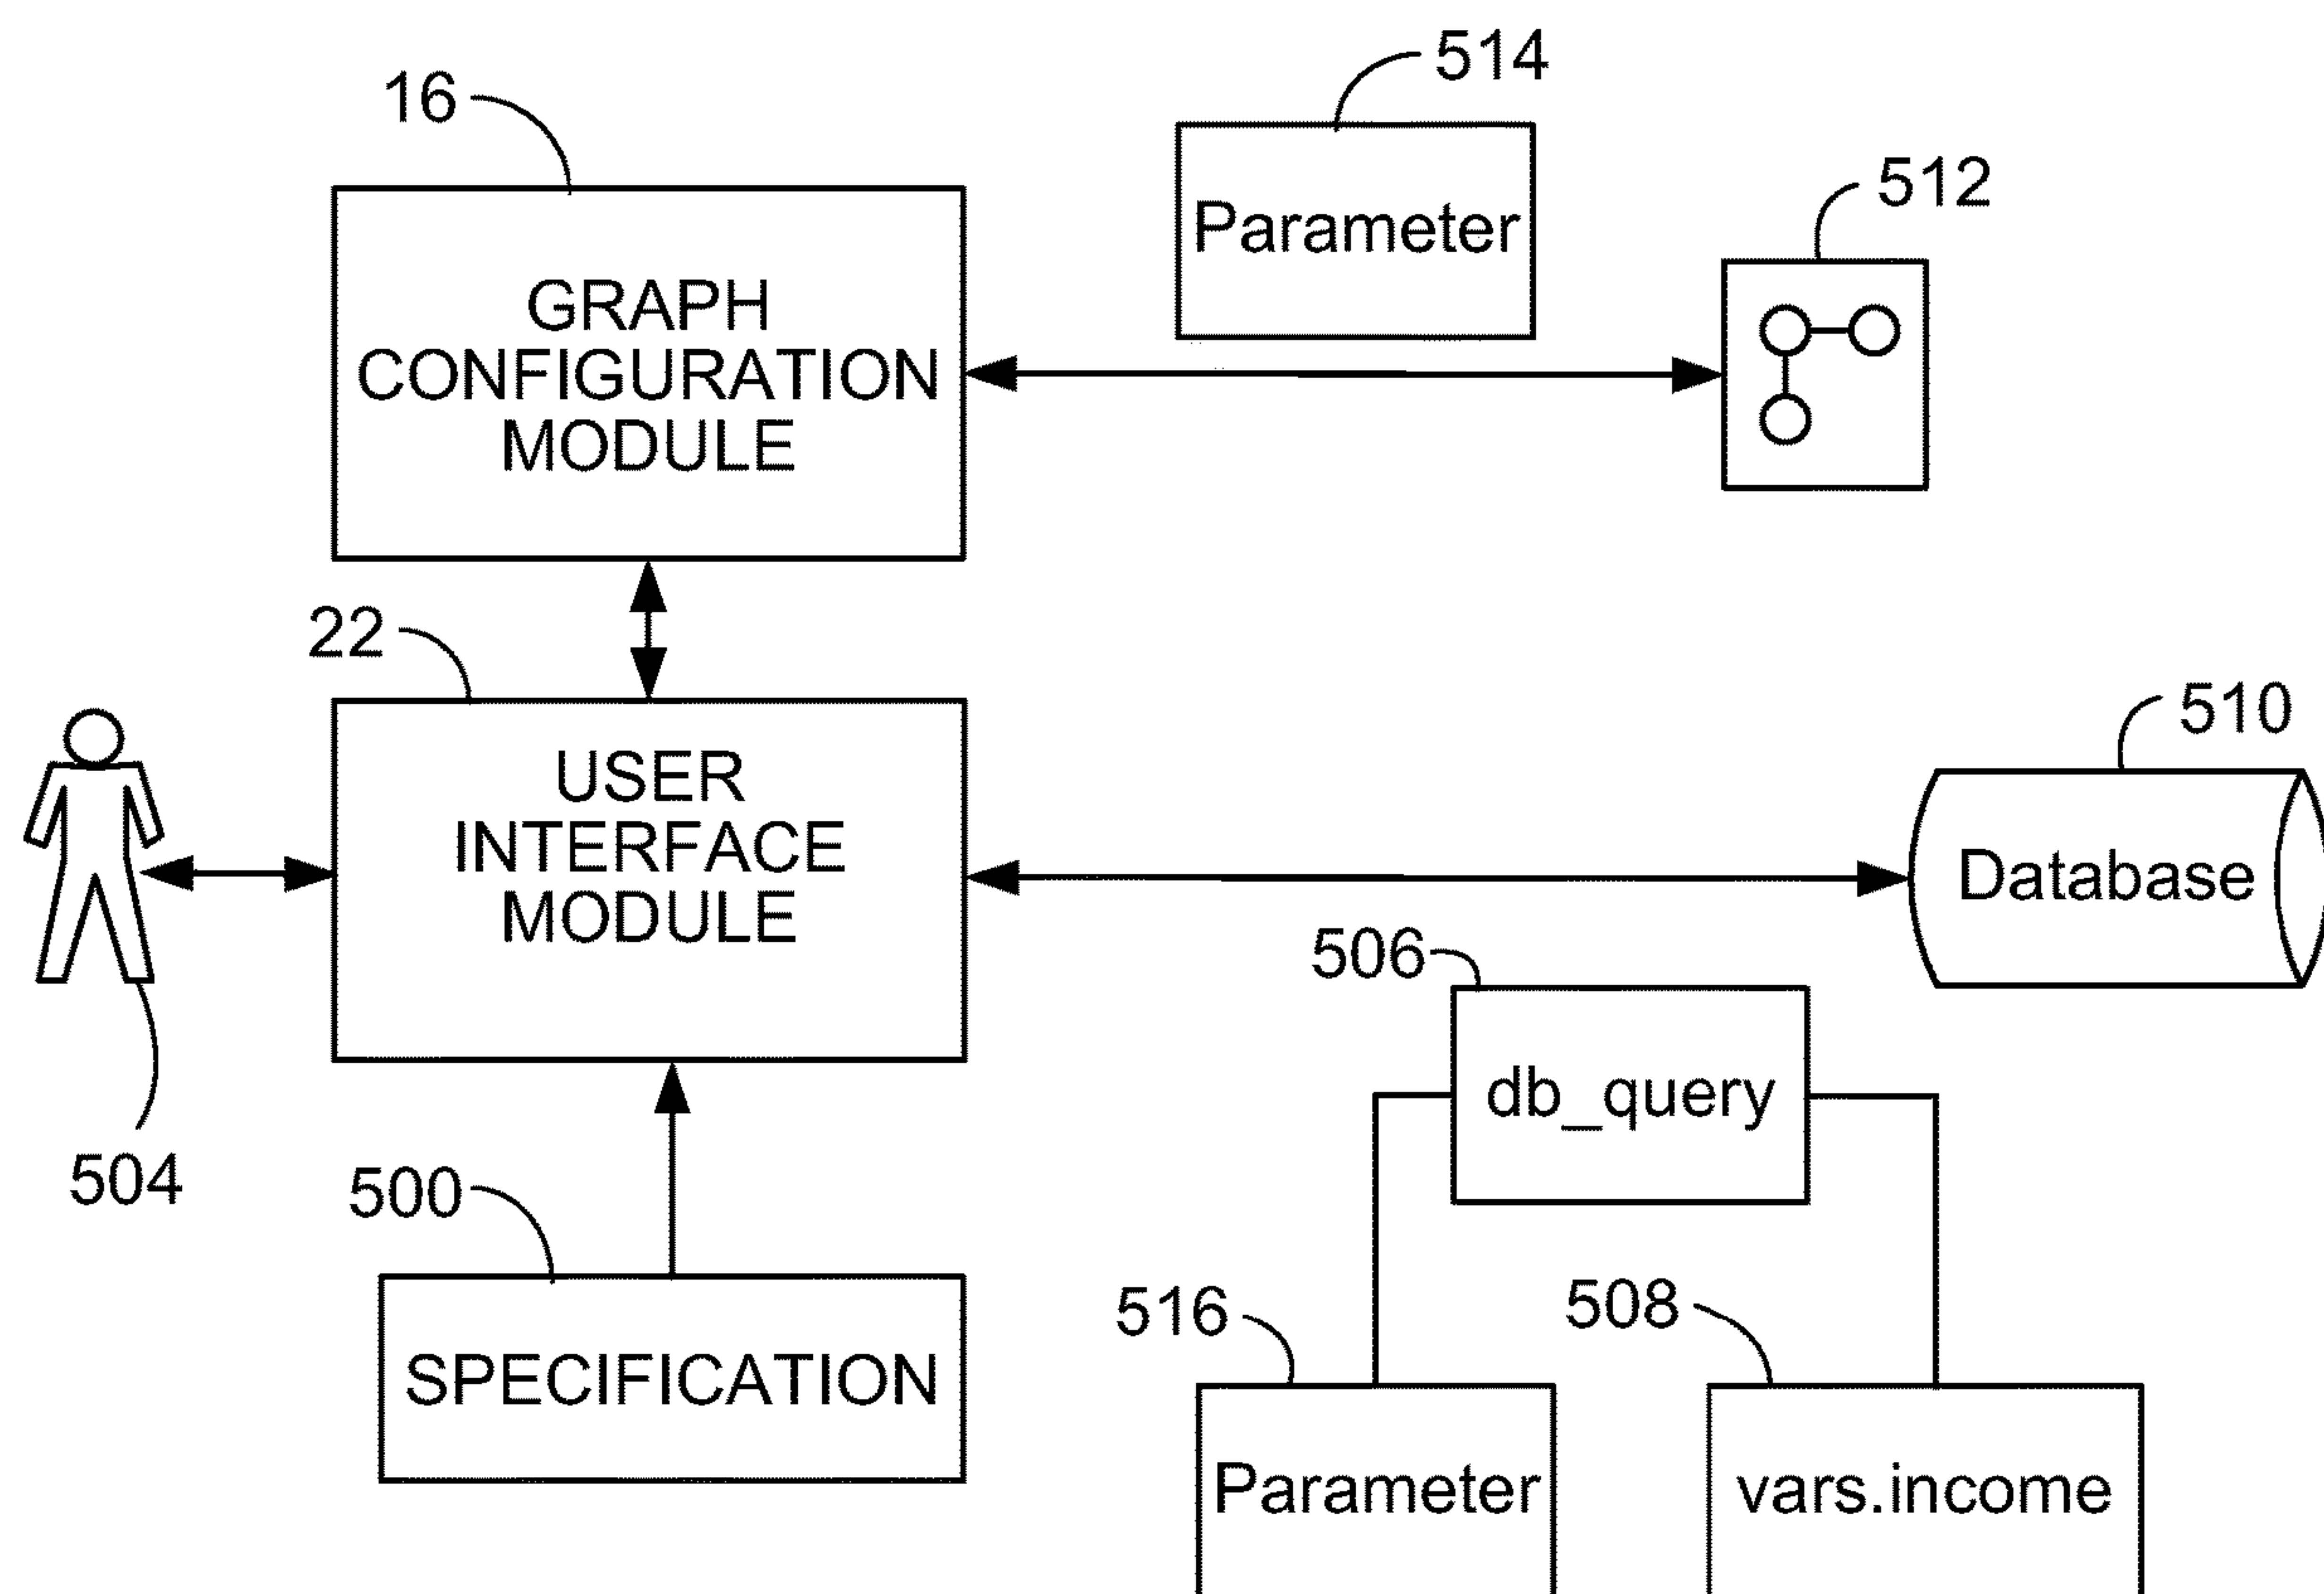 514
16
512
Parameter
GRAPH
CONFIGURATION
MODULE
22
510
USER
INTERFACE
MODULE
Database
506
db_query
504
500
516
508
SPECIFICATION
Parameter
vars.income